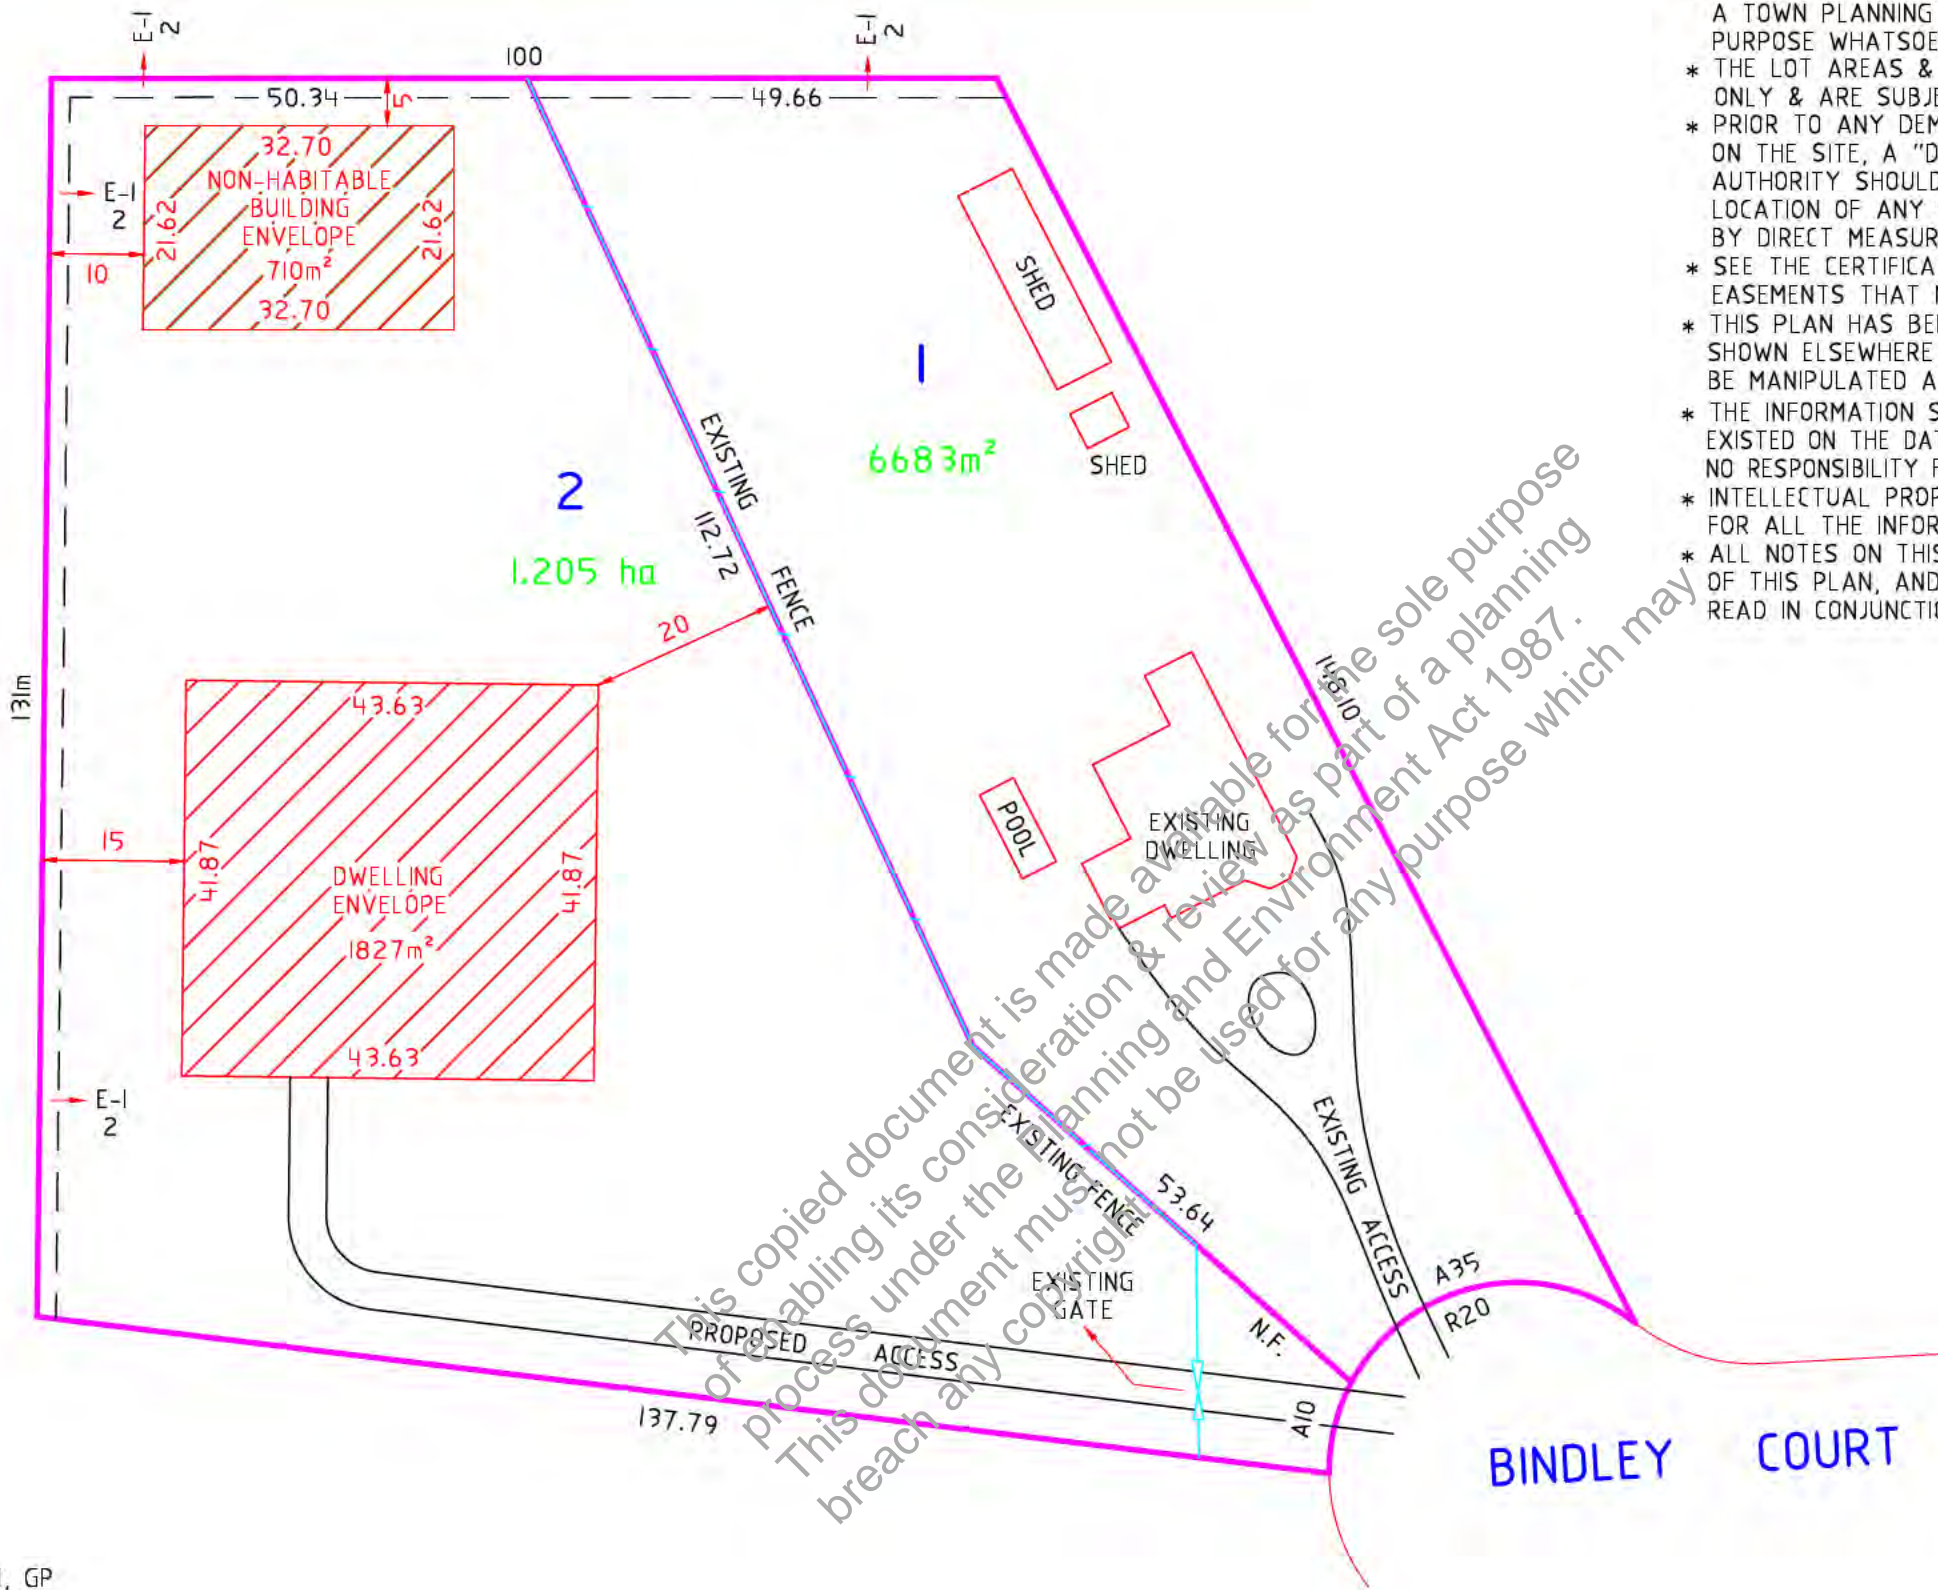 E-1
2
100
E-1
2
50.34
5
49.66
32.70
NON-HABITABLE
BUILDING
ENVELOPE
710m²
32.70
21.62
21.62
E-1
2
10
SHED
SHED
1
6683m²
2
1.205 ha
EXISTING
FENCE
112.72
20
131m
43.63
15
41.87
41.87
DWELLING
ENVELOPE
1827m²
43.63
E-1
2
POOL
EXISTING
DWELLING
148.10
EXISTING FENCE
53.64
EXISTING
ACCESS
A35
R20
EXISTING
GATE
N.F.
PROPOSED ACCESS
A10
137.79
BINDLEY COURT
, GP
A TOWN PLANNING
PURPOSE WHATSOE
* THE LOT AREAS &
ONLY & ARE SUBJE
* PRIOR TO ANY DEM
ON THE SITE, A "D
AUTHORITY SHOULD
LOCATION OF ANY
BY DIRECT MEASUR
* SEE THE CERTIFICA
EASEMENTS THAT
* THIS PLAN HAS BE
SHOWN ELSEWHERE
BE MANIPULATED A
* THE INFORMATION S
EXISTED ON THE DAT
NO RESPONSIBILITY F
* INTELLECTUAL PROP
FOR ALL THE INFOR
* ALL NOTES ON THIS
OF THIS PLAN, AND
READ IN CONJUNCTI
This copied document is made available for the sole purpose
of enabling its consideration & review as part of a planning
process under the Planning and Environment Act 1987.
This document must not be used for any purpose which may
breach any copyright